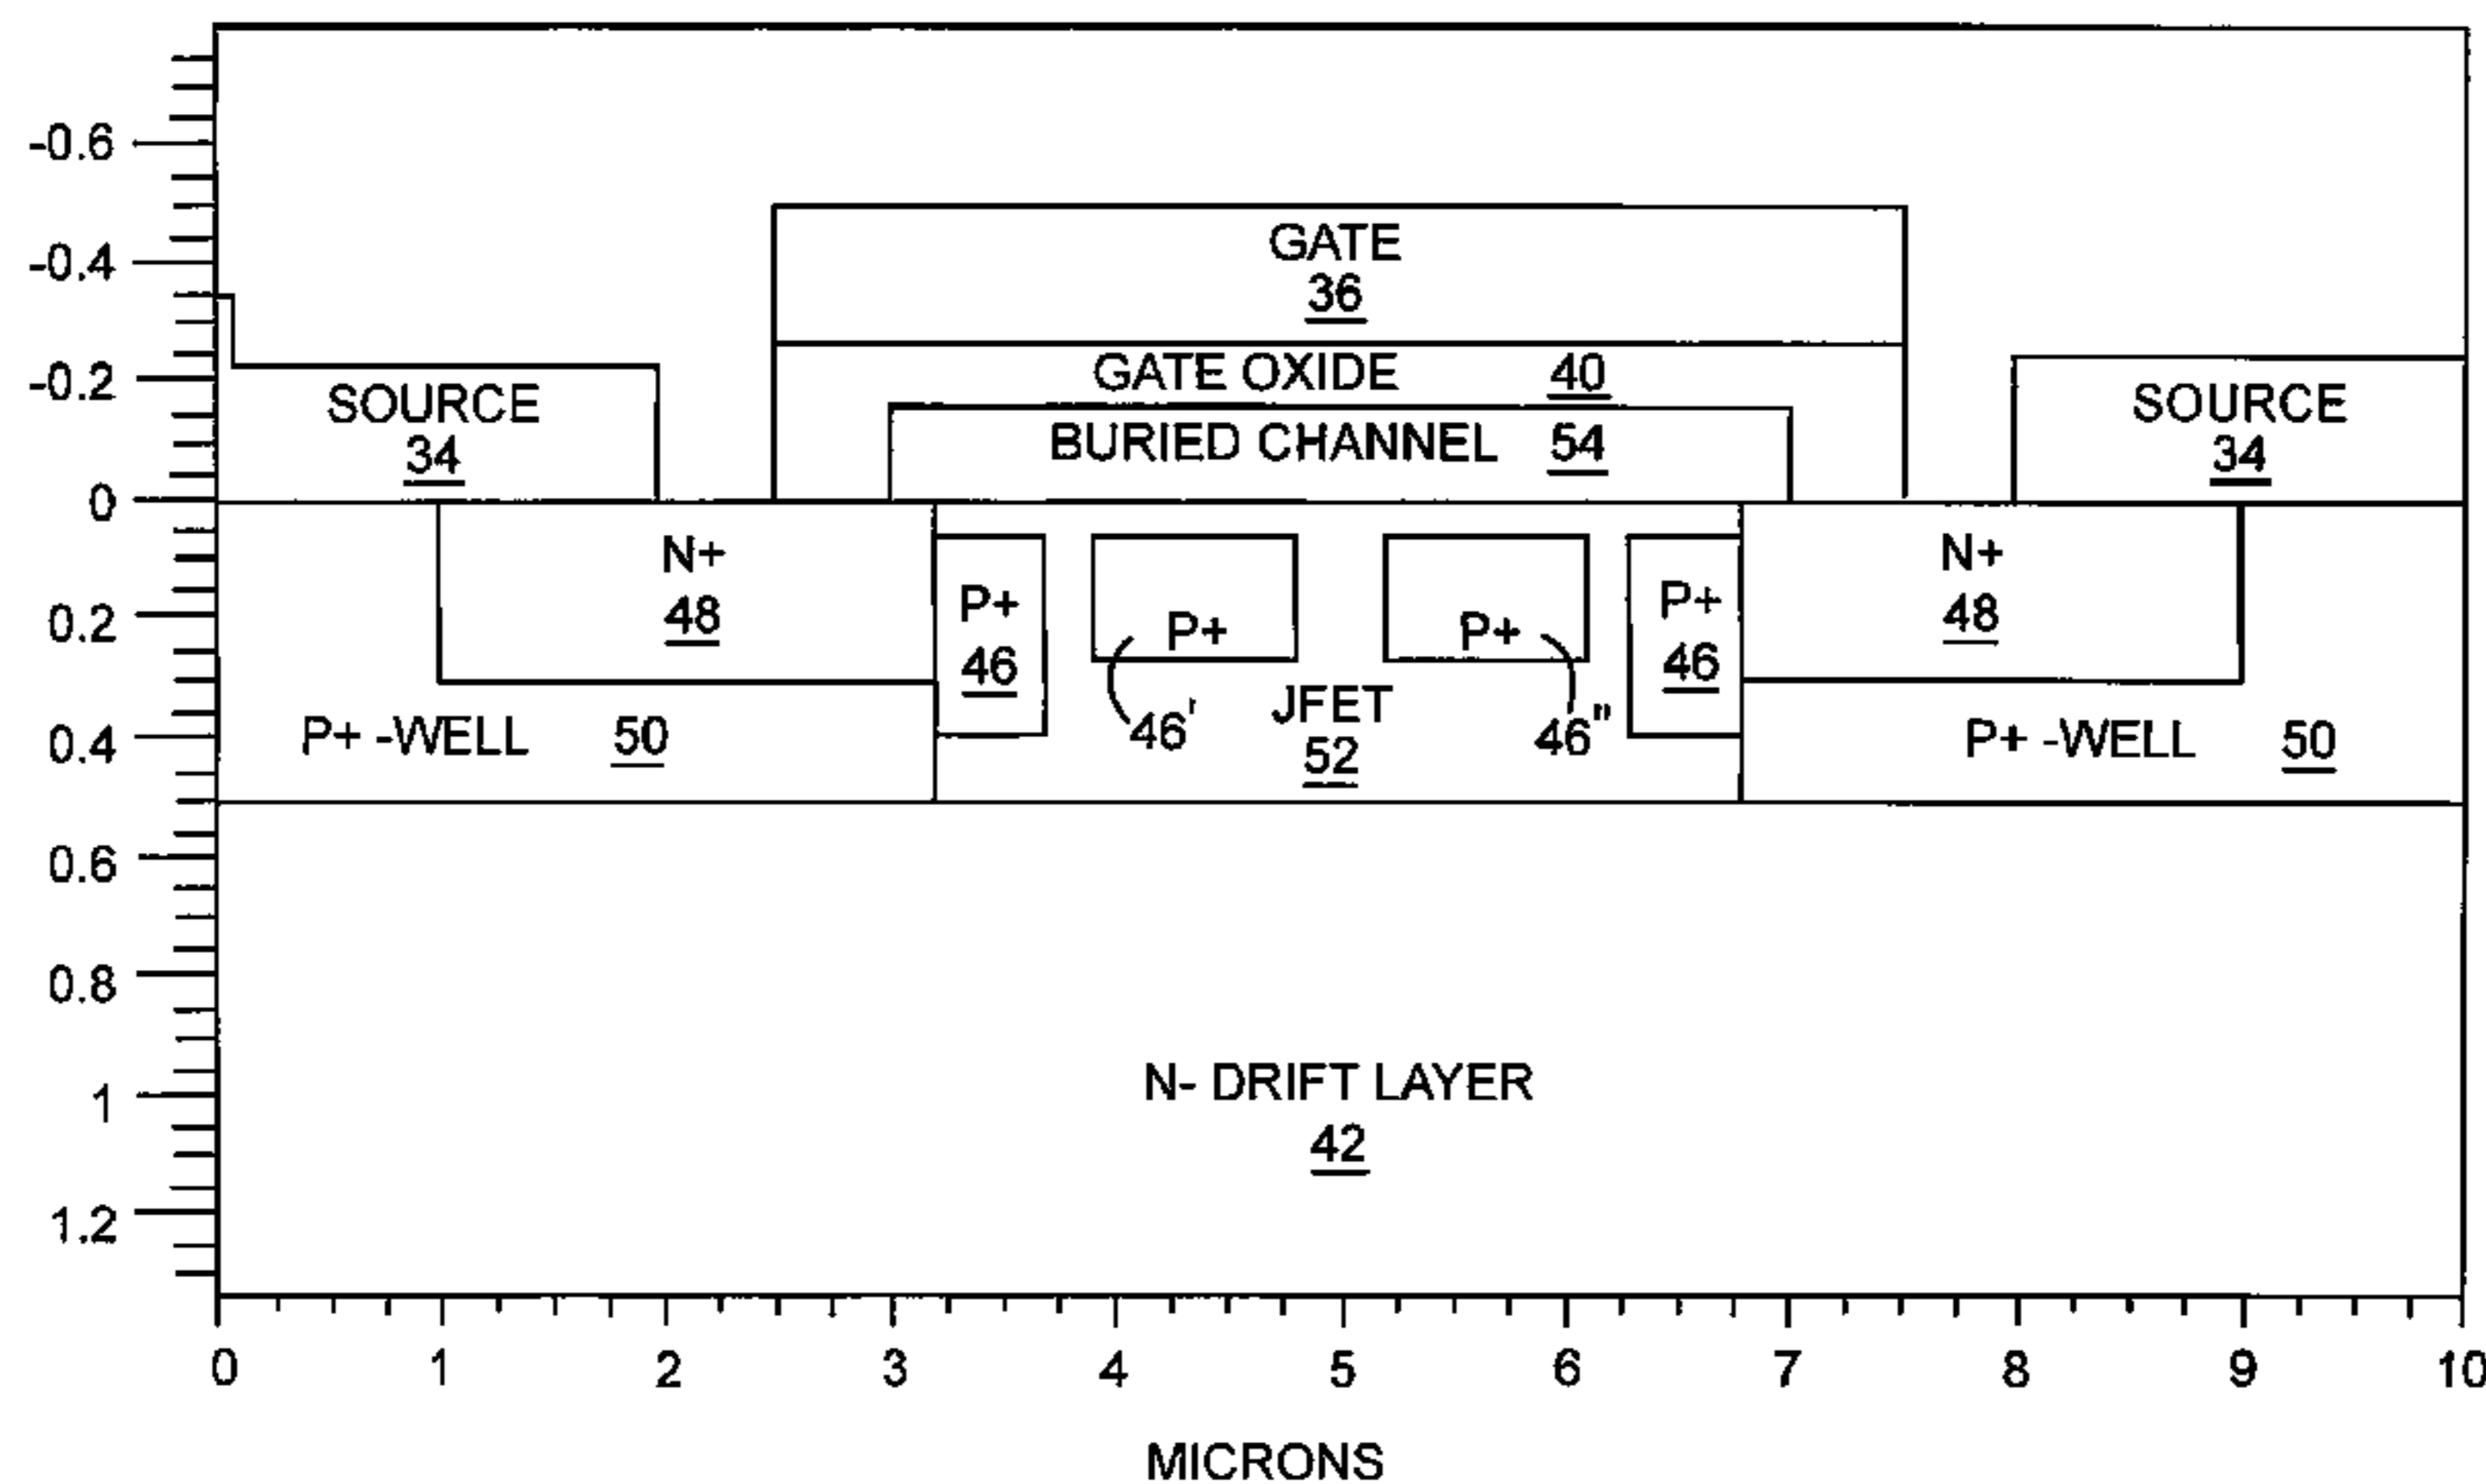 -0.6
-0.4
-0.2
0
0.2
0.4
0.6
0.8
1
1.2
GATE
36
GATE OXIDE 40
BURIED CHANNEL 54
SOURCE
34
SOURCE
34
N+
48
P+
46
P+
46'
P+
46"
P+
46
N+
48
P+ -WELL 50
JFET
52
P+ -WELL 50
N- DRIFT LAYER
42
0 1 2 3 4 5 6 7 8 9 10
MICRONS